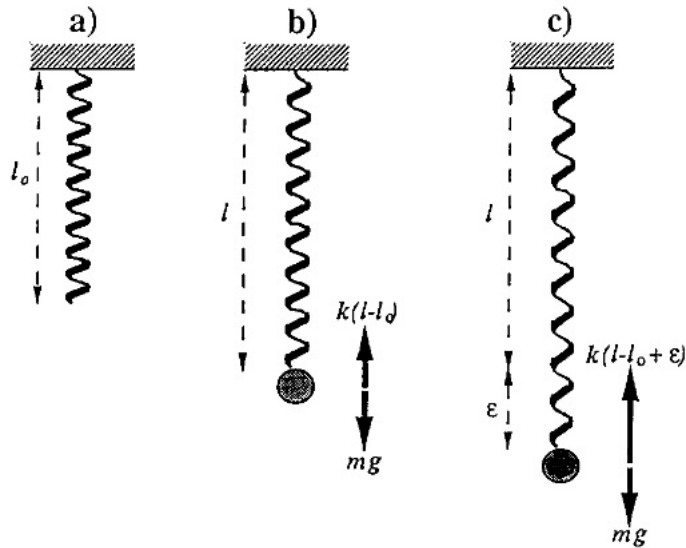 a)
b)
c)
l₀
l
l
k(l-l₀)
k(l-l₀ + ε)
ε
mg
mg